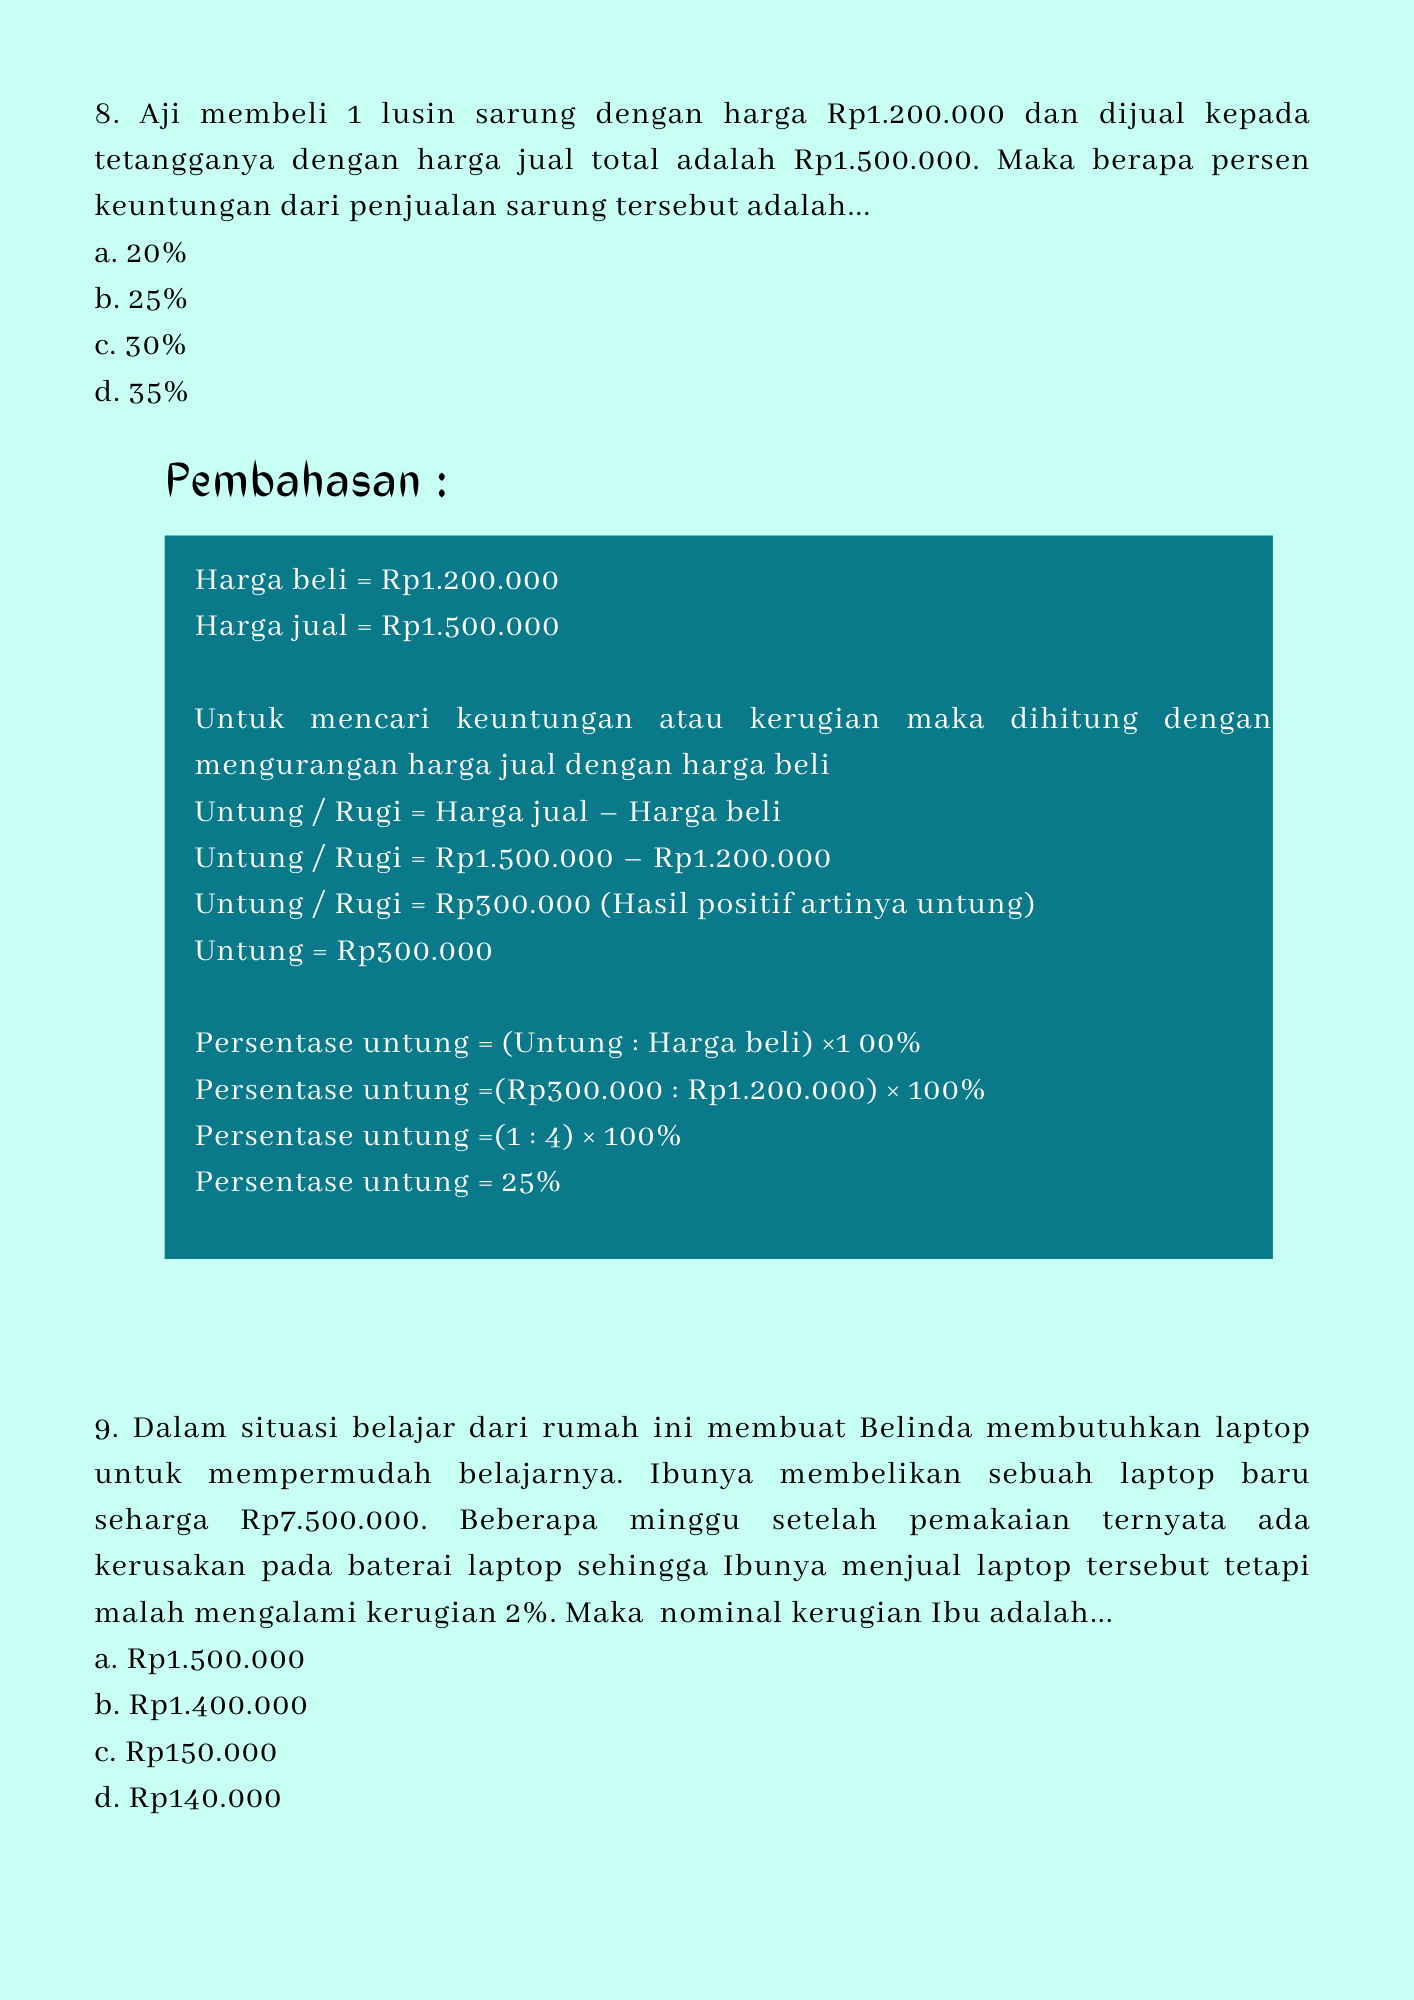 8. Aji membeli 1 lusin sarung dengan harga Rp1.200.000 dan dijual kepada
tetangganya dengan harga jual total adalah Rp1.500.000. Maka berapa persen
keuntungan dari penjualan sarung tersebut adalah...
a. 20%
b. 25%
c. 30%
d. 35%
Pembahasan :
Harga beli = Rp1.200.000
Harga jual = Rp1.500.000
Untuk mencari keuntungan atau kerugian maka dihitung dengan
mengurangan harga jual dengan harga beli
Untung / Rugi = Harga jual – Harga beli
Untung / Rugi = Rp1.500.000 – Rp1.200.000
Untung / Rugi = Rp300.000 (Hasil positif artinya untung)
Untung = Rp300.000
Persentase untung = (Untung : Harga beli) ×1 00%
Persentase untung =(Rp300.000 : Rp1.200.000) × 100%
Persentase untung =(1 : 4) × 100%
Persentase untung = 25%
9. Dalam situasi belajar dari rumah ini membuat Belinda membutuhkan laptop
untuk mempermudah belajarnya. Ibunya membelikan sebuah laptop baru
seharga Rp7.500.000. Beberapa minggu setelah pemakaian ternyata ada
kerusakan pada baterai laptop sehingga Ibunya menjual laptop tersebut tetapi
malah mengalami kerugian 2%. Maka  nominal kerugian Ibu adalah...
a. Rp1.500.000
b. Rp1.400.000
c. Rp150.000
d. Rp140.000